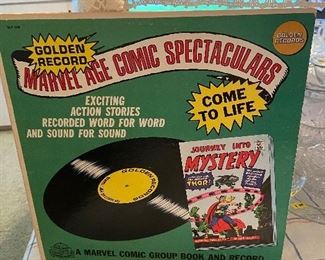 GOLDEN RECORDS
GOLDEN RECORD
MARVEL AGE COMIC SPECTACULARS
COME TO LIFE
EXCITING
ACTION STORIES
RECORDED WORD FOR WORD
AND SOUND FOR SOUND
JOURNEY INTO
MYSTERY
THOR
A MARVEL COMIC GROUP BOOK AND RECORD